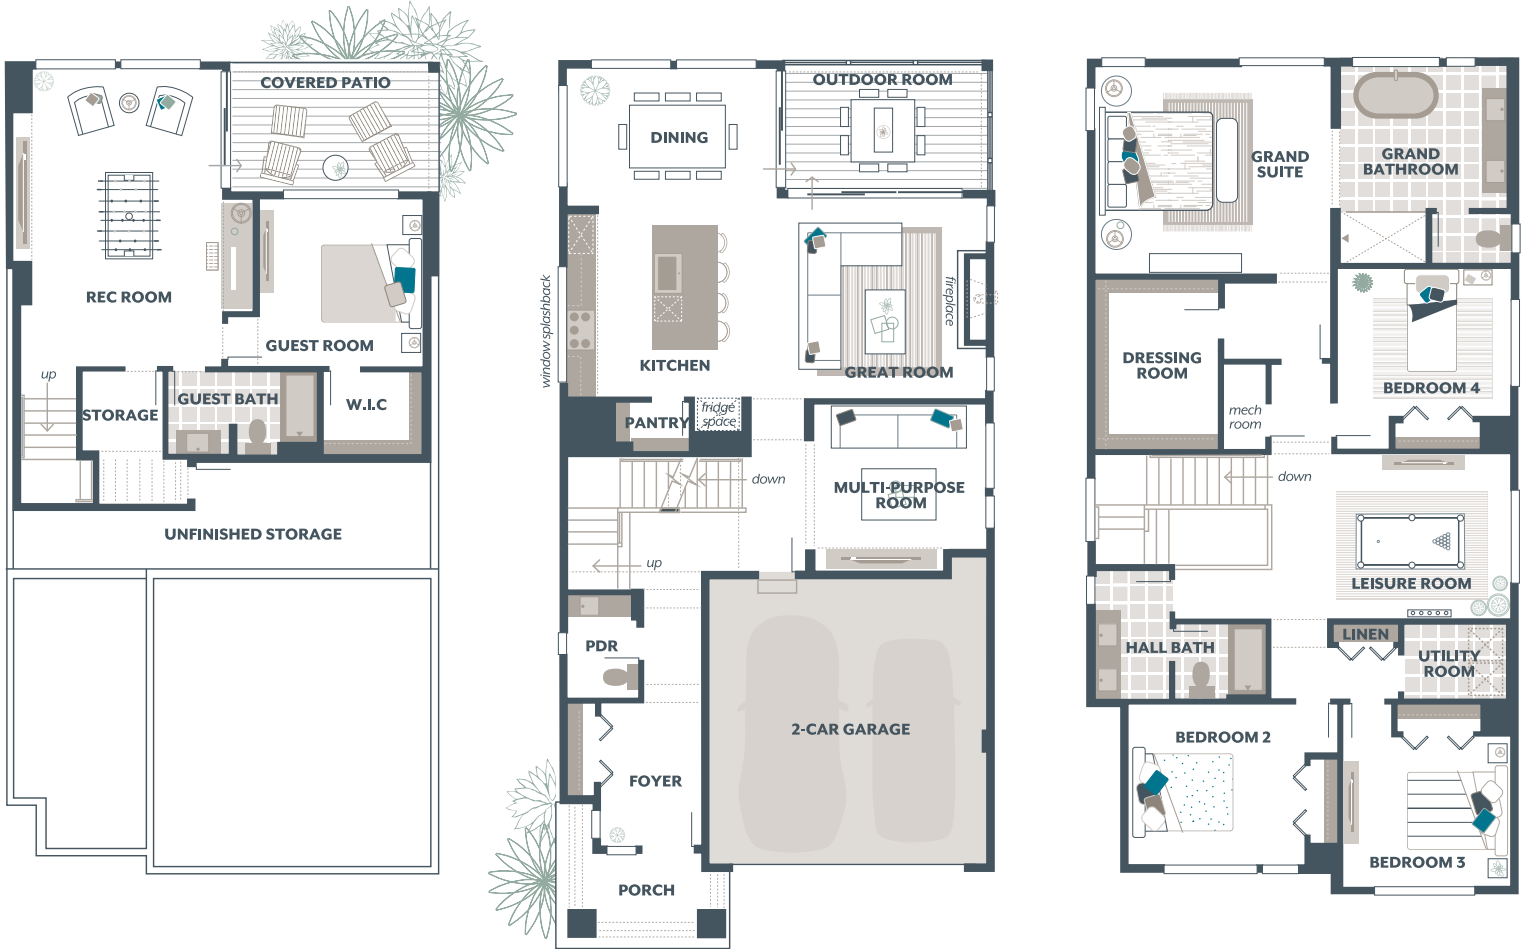 COVERED PATIO
REC ROOM
GUEST ROOM
up
STORAGE
GUEST BATH
W.I.C
UNFINISHED STORAGE
OUTDOOR ROOM
DINING
window splashback
fireplace
KITCHEN
GREAT ROOM
PANTRY
fridge
space
down
MULTI-PURPOSE
ROOM
up
PDR
2-CAR GARAGE
FOYER
PORCH
GRAND
SUITE
GRAND
BATHROOM
DRESSING
ROOM
BEDROOM 4
mech
room
down
LEISURE ROOM
HALL BATH
LINEN
UTILITY
ROOM
BEDROOM 2
BEDROOM 3